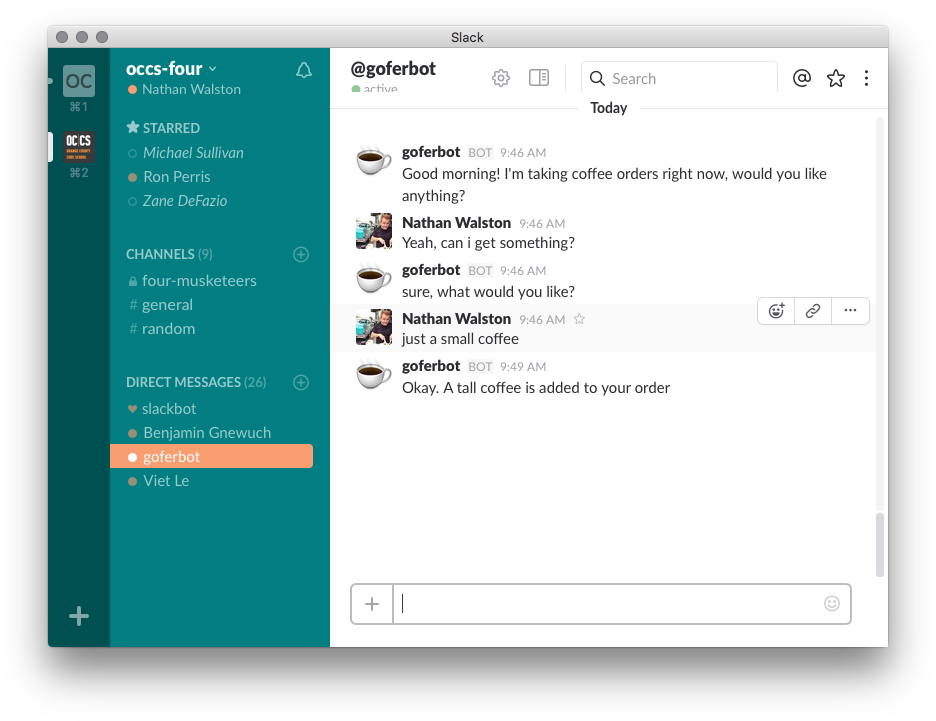 Slack
OC
⌘1
OC CS
ORANGE COUNTY
CODE SCHOOL
⌘2
occs-four
Nathan Walston
STARRED
Michael Sullivan
Ron Perris
Zane DeFazio
CHANNELS (9)
four-musketeers
# general
# random
DIRECT MESSAGES (26)
slackbot
Benjamin Gnewuch
goferbot
Viet Le
@goferbot
active
Search
Today
goferbot BOT 9:46 AM
Good morning! I'm taking coffee orders right now, would you like
anything?
Nathan Walston 9:46 AM
Yeah, can i get something?
goferbot BOT 9:46 AM
sure, what would you like?
Nathan Walston 9:46 AM
just a small coffee
goferbot BOT 9:49 AM
Okay. A tall coffee is added to your order